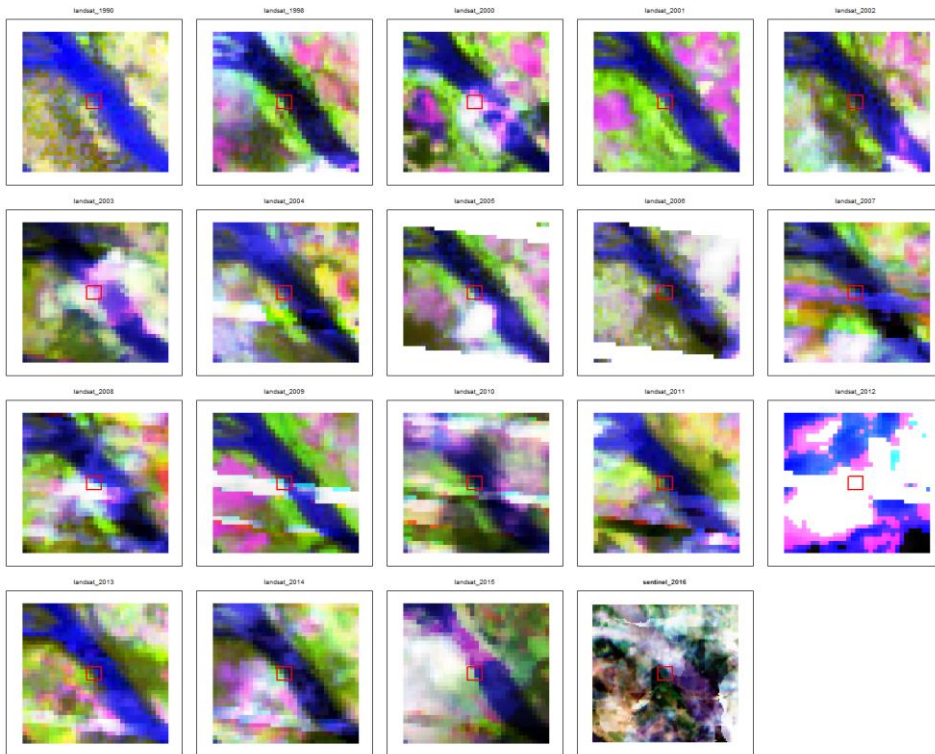 landsat_1990 landsat_1998 landsat_2000 landsat_2001 landsat_2002
landsat_2003 landsat_2004 landsat_2005 landsat_2006 landsat_2007
landsat_2008 landsat_2009 landsat_2010 landsat_2011 landsat_2012
landsat_2013 landsat_2014 landsat_2015 sentinel_2016